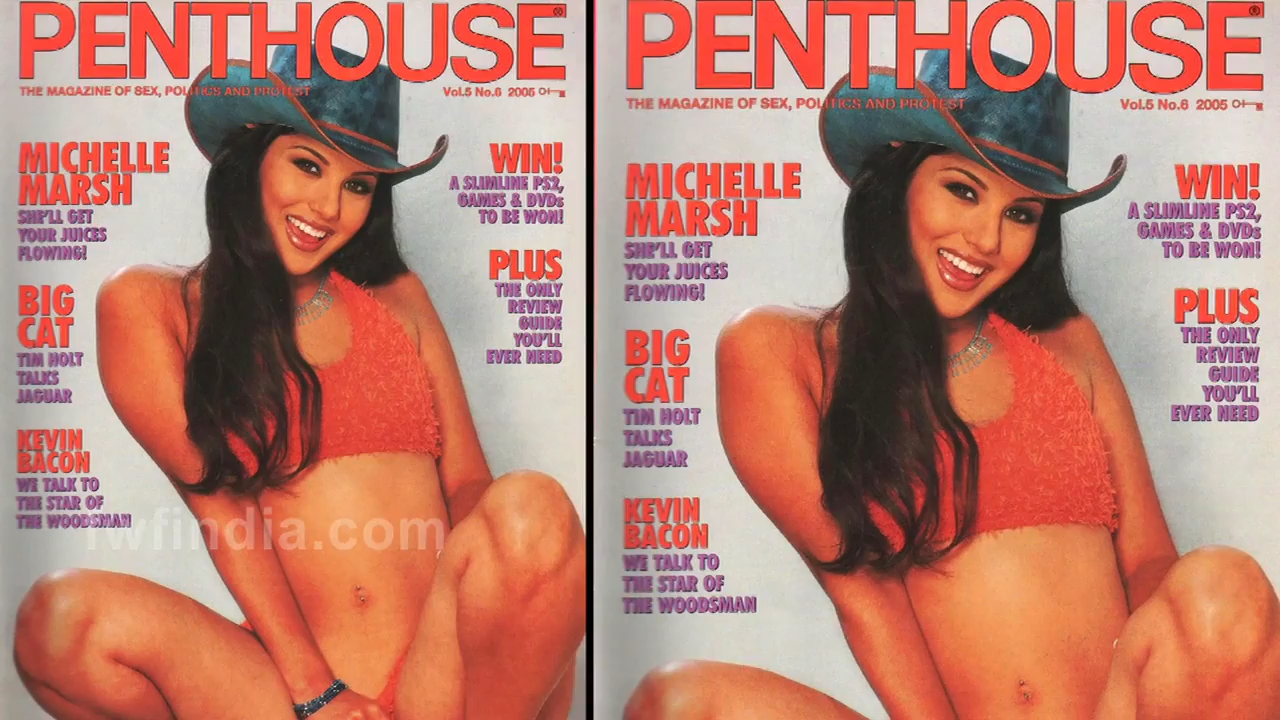 PENTHOUSE®
THE MAGAZINE OF SEX, POLITICS AND PROTEST
Vol.5 No.6 2005
MICHELLE
MARSH
SHE'LL GET
YOUR JUICES
FLOWING!
BIG
CAT
TIM HOLT
TALKS
JAGUAR
KEVIN
BACON
WE TALK TO
THE STAR OF
THE WOODSMAN
WIN!
A SLIMLINE PS2,
GAMES & DVDs
TO BE WON!
PLUS
THE ONLY
REVIEW
GUIDE
YOU'LL
EVER NEED
fwfindia.com
PENTHOUSE®
THE MAGAZINE OF SEX, POLITICS AND PROTEST
Vol.5 No.6 2005
MICHELLE
MARSH
SHE'LL GET
YOUR JUICES
FLOWING!
BIG
CAT
TIM HOLT
TALKS
JAGUAR
KEVIN
BACON
WE TALK TO
THE STAR OF
THE WOODSMAN
WIN!
A SLIMLINE PS2,
GAMES & DVDs
TO BE WON!
PLUS
THE ONLY
REVIEW
GUIDE
YOU'LL
EVER NEED